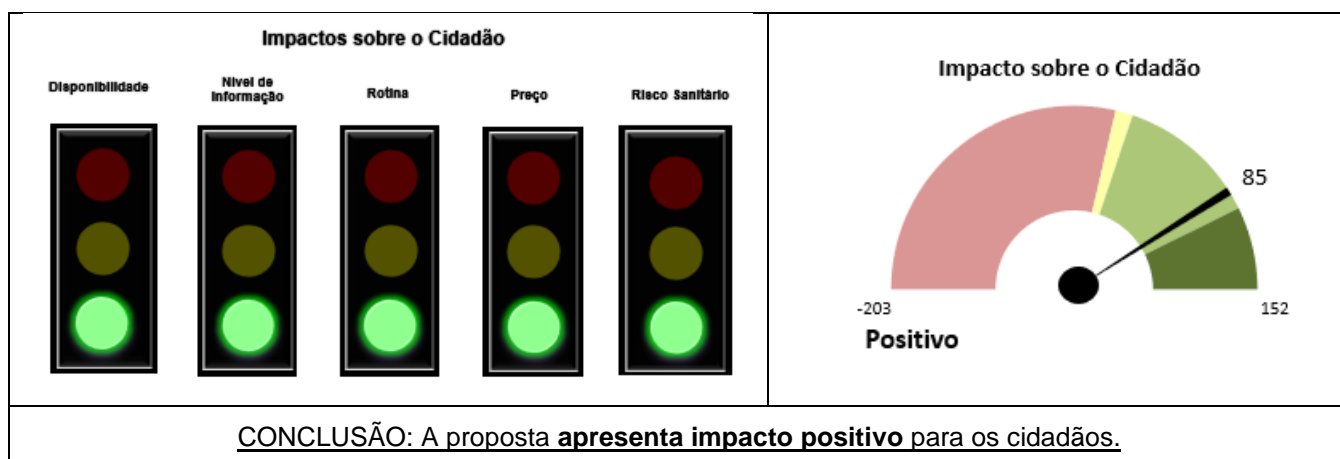 Impactos sobre o Cidadão
Disponibilidade
Nível de
Informação
Rotina
Preço
Risco Sanitário
Impacto sobre o Cidadão
85
-203
152
Positivo
CONCLUSÃO: A proposta apresenta impacto positivo para os cidadãos.